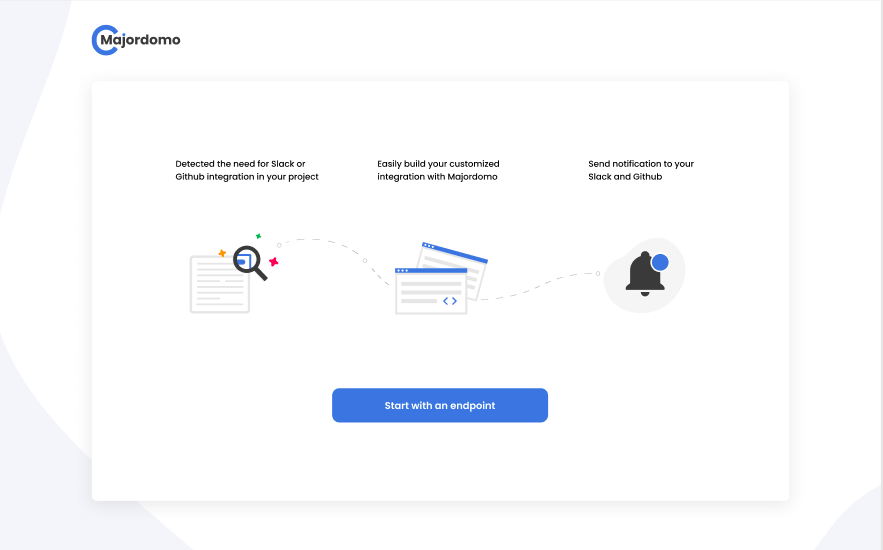 Majordomo
Detected the need for Slack or
Github integration in your project
Easily build your customized
integration with Majordomo
Send notification to your
Slack and Github
Start with an endpoint